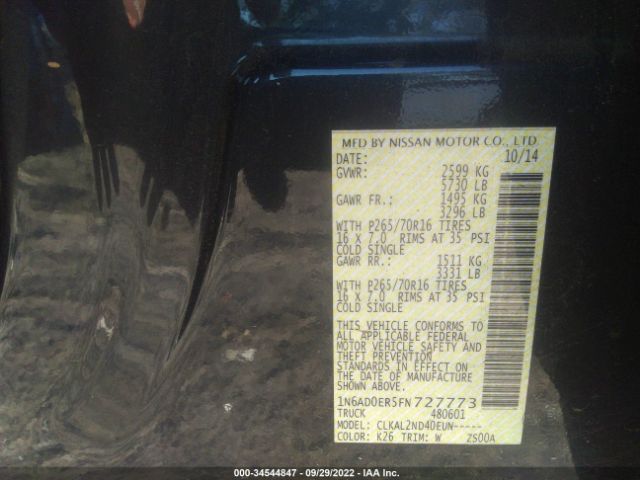 MFD BY NISSAN MOTOR CO., LTD.
DATE: 10/14
GVWR: 2599 KG
5730 LB
GAWR FR.: 1495 KG
3296 LB
WITH P265/70R16 TIRES
16 X 7.0 RIMS AT 35 PSI
COLD SINGLE
GAWR RR.: 1511 KG
3331 LB
WITH P265/70R16 TIRES
16 X 7.0 RIMS AT 35 PSI
COLD SINGLE
THIS VEHICLE CONFORMS TO
ALL APPLICABLE FEDERAL
MOTOR VEHICLE SAFETY AND
THEFT PREVENTION
STANDARDS IN EFFECT ON
THE DATE OF MANUFACTURE
SHOWN ABOVE.
1N6AD0ER5FN727773
TRUCK 480601
MODEL: CLKAL2ND40EUN-----
COLOR: K26 TRIM: W ZS00A
000-34544847 - 09/29/2022 - IAA Inc.